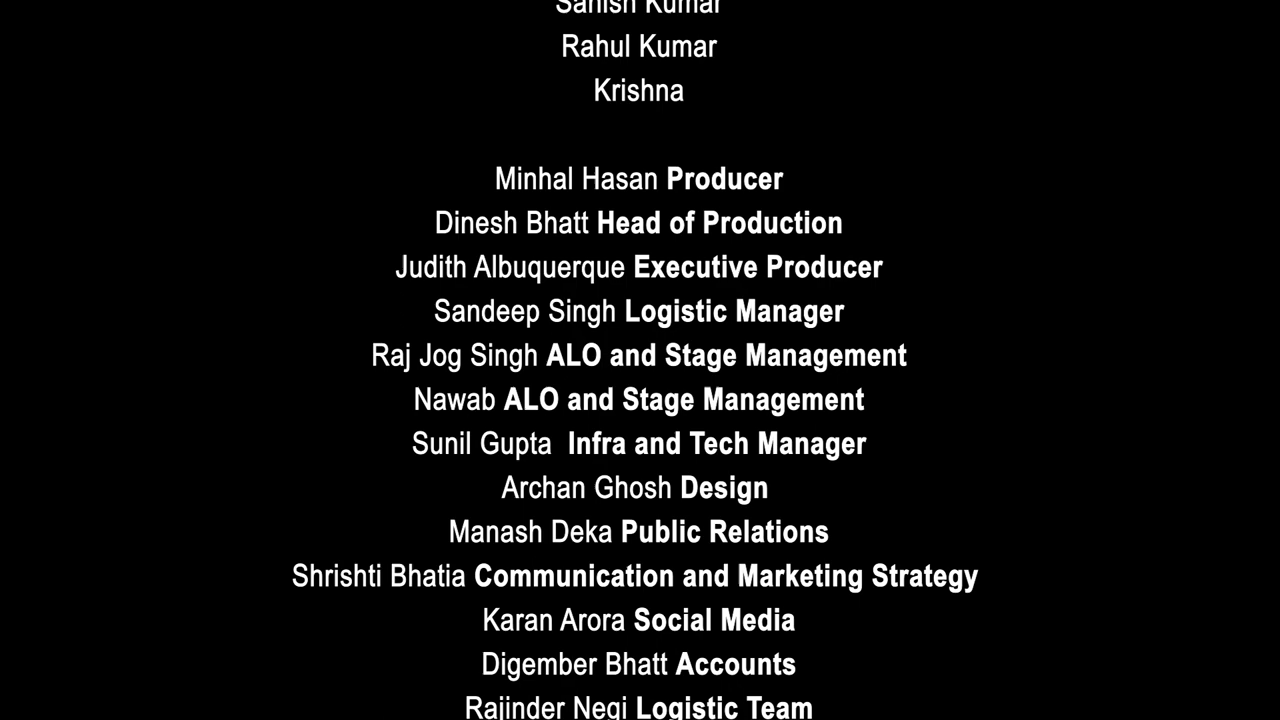 Sanish Kumar
Rahul Kumar
Krishna
Minhal Hasan Producer
Dinesh Bhatt Head of Production
Judith Albuquerque Executive Producer
Sandeep Singh Logistic Manager
Raj Jog Singh ALO and Stage Management
Nawab ALO and Stage Management
Sunil Gupta  Infra and Tech Manager
Archan Ghosh Design
Manash Deka Public Relations
Shrishti Bhatia Communication and Marketing Strategy
Karan Arora Social Media
Digember Bhatt Accounts
Rajinder Negi Logistic Team